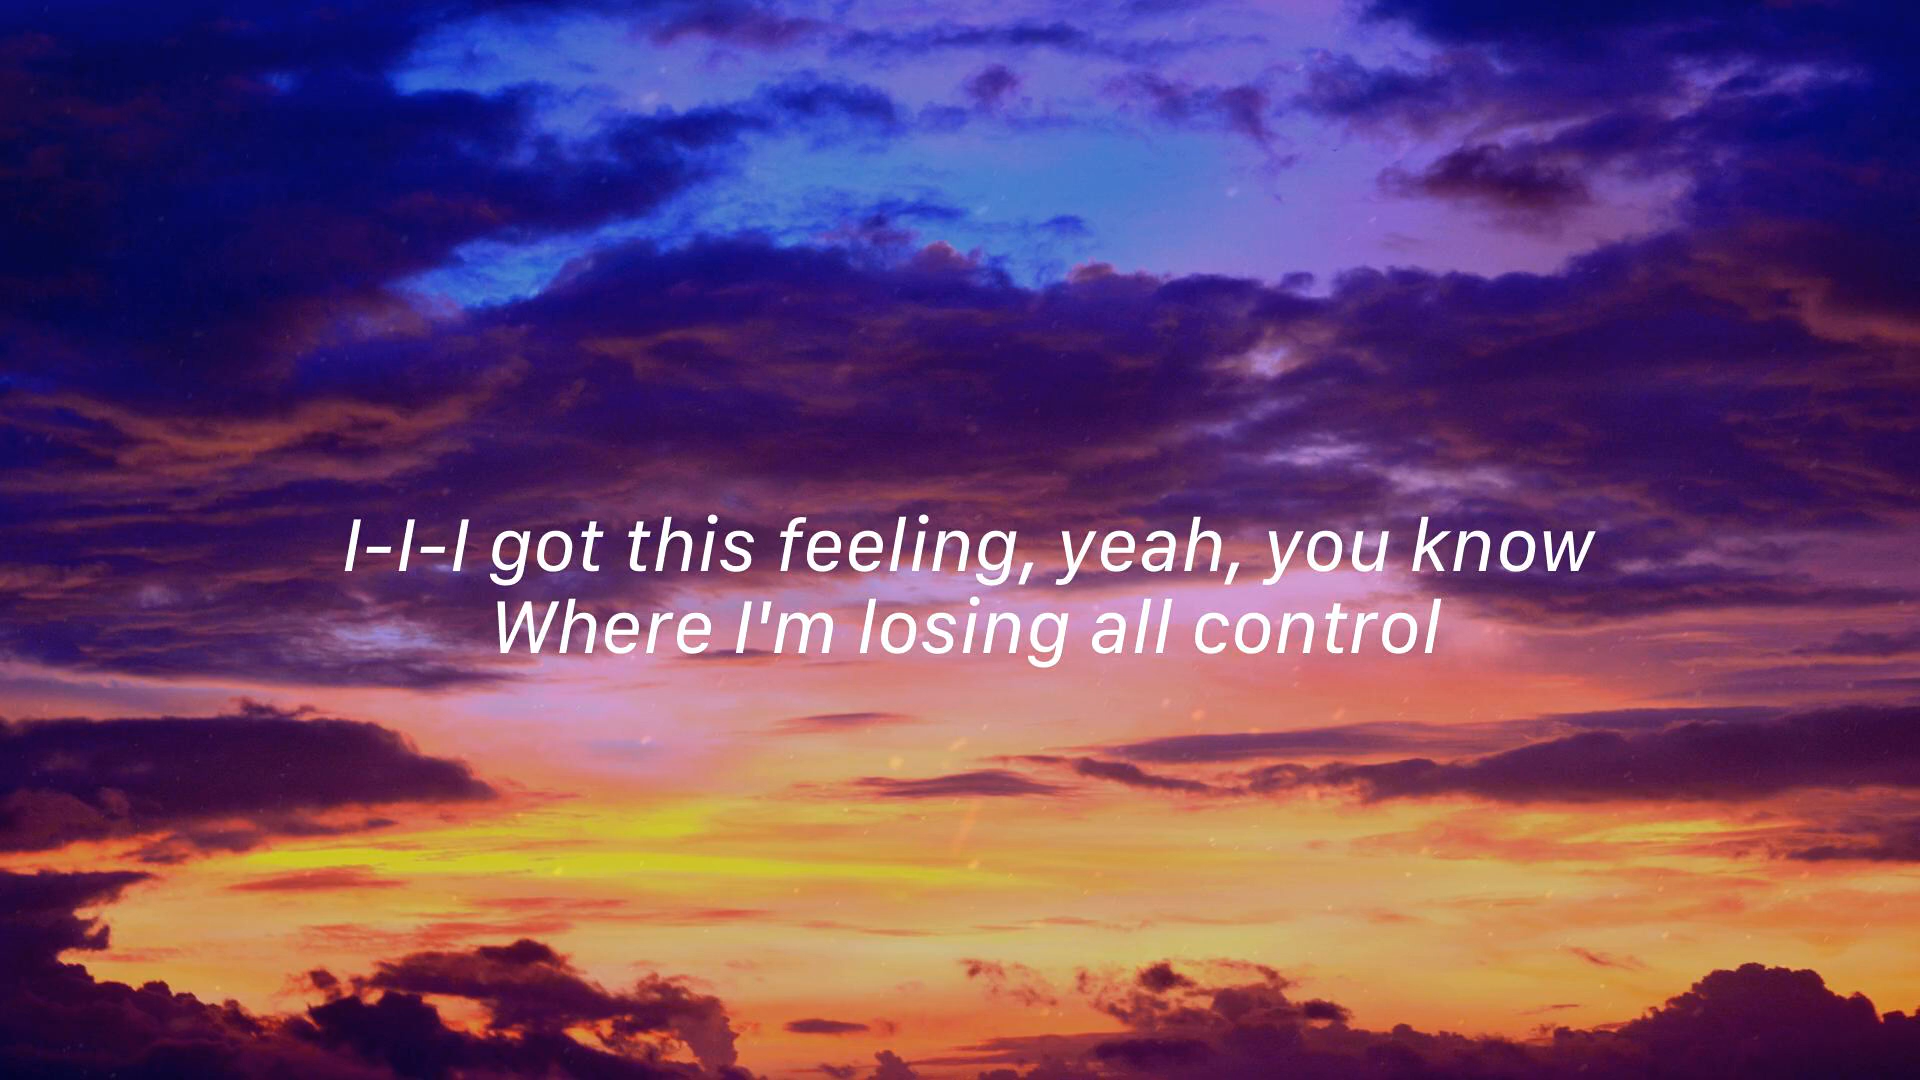 I-I-I got this feeling, yeah, you know
Where I'm losing all control